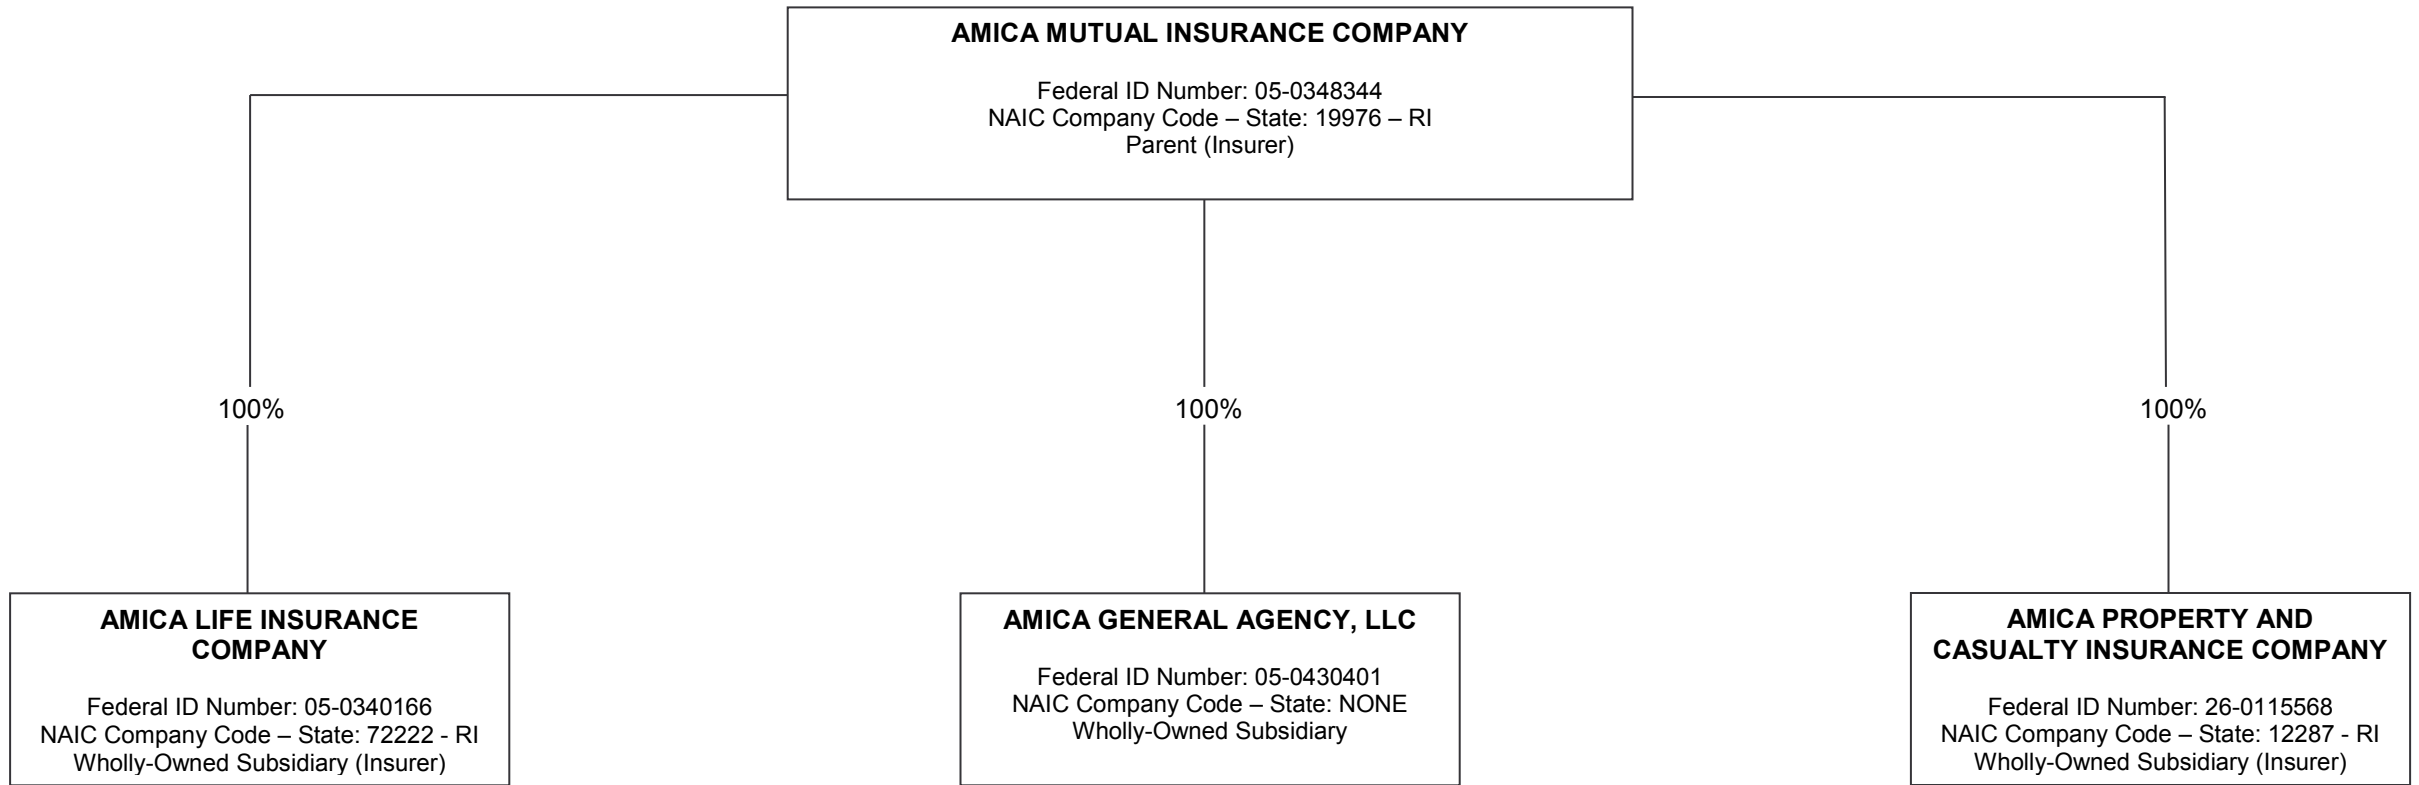 AMICA MUTUAL INSURANCE COMPANY
Federal ID Number: 05-0348344
NAIC Company Code – State: 19976 – RI
Parent (Insurer)
100%
100%
100%
AMICA LIFE INSURANCE
COMPANY
Federal ID Number: 05-0340166
NAIC Company Code – State: 72222 - RI
Wholly-Owned Subsidiary (Insurer)
AMICA GENERAL AGENCY, LLC
Federal ID Number: 05-0430401
NAIC Company Code – State: NONE
Wholly-Owned Subsidiary
AMICA PROPERTY AND
CASUALTY INSURANCE COMPANY
Federal ID Number: 26-0115568
NAIC Company Code – State: 12287 - RI
Wholly-Owned Subsidiary (Insurer)